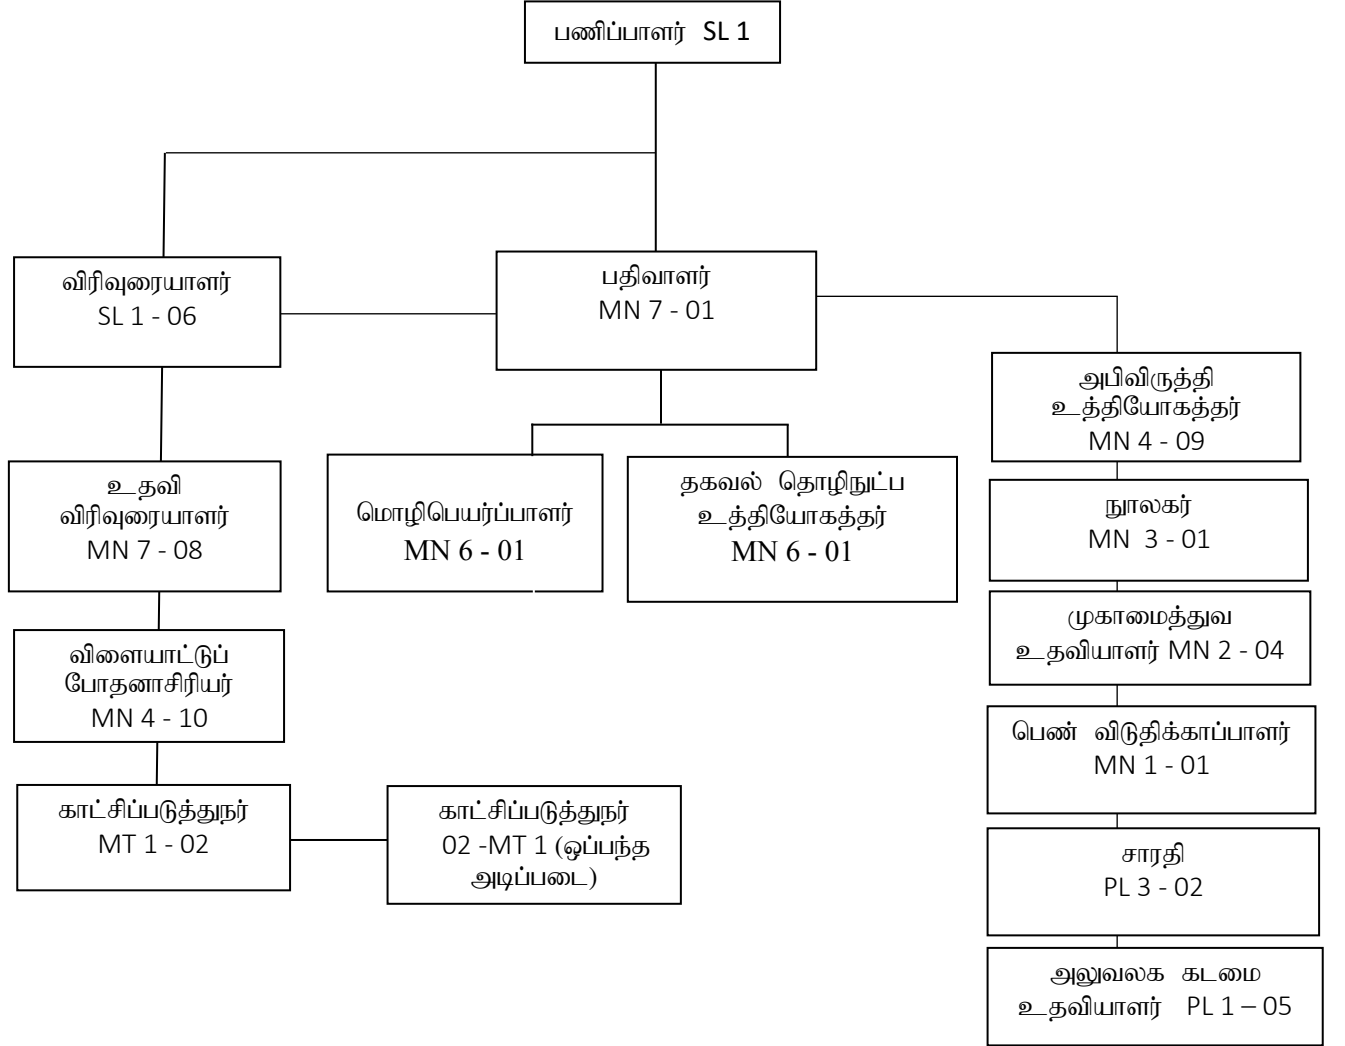 பணிப்பாளர் SL 1
விரிவுரையாளர்
SL 1 - 06
பதிவாளர்
MN 7 - 01
அபிவிருத்தி
உத்தியோகத்தர்
MN 4 - 09
உதவி
விரிவுரையாளர்
MN 7 - 08
மொழிபெயர்ப்பாளர்
MN 6 - 01
தகவல் தொழிநுட்ப
உத்தியோகத்தர்
MN 6 - 01
நூலகர்
MN 3 - 01
முகாமைத்துவ
உதவியாளர் MN 2 - 04
விளையாட்டுப்
போதனாசிரியர்
MN 4 - 10
பெண் விடுதிக்காப்பாளர்
MN 1 - 01
காட்சிப்படுத்துநர்
MT 1 - 02
காட்சிப்படுத்துநர்
02 -MT 1 (ஒப்பந்த
அடிப்படை)
சாரதி
PL 3 - 02
அலுவலக கடமை
உதவியாளர் PL 1 – 05